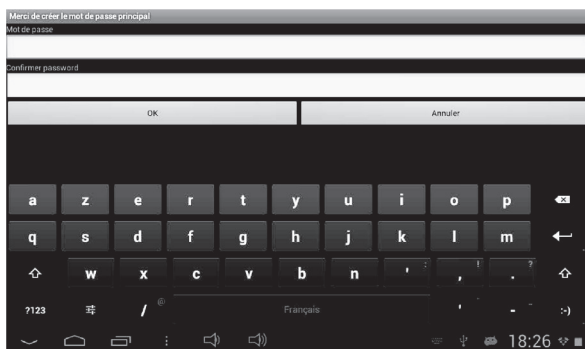 Merci de créer le mot de passe principal
Mot de passe
Confirmer password
OK Annuler
a z e r t y u i o p
q s d f g h j k l m
w x c v b n ' : , ! . ?
?123 / @ Français ' - _ :-)
18:26